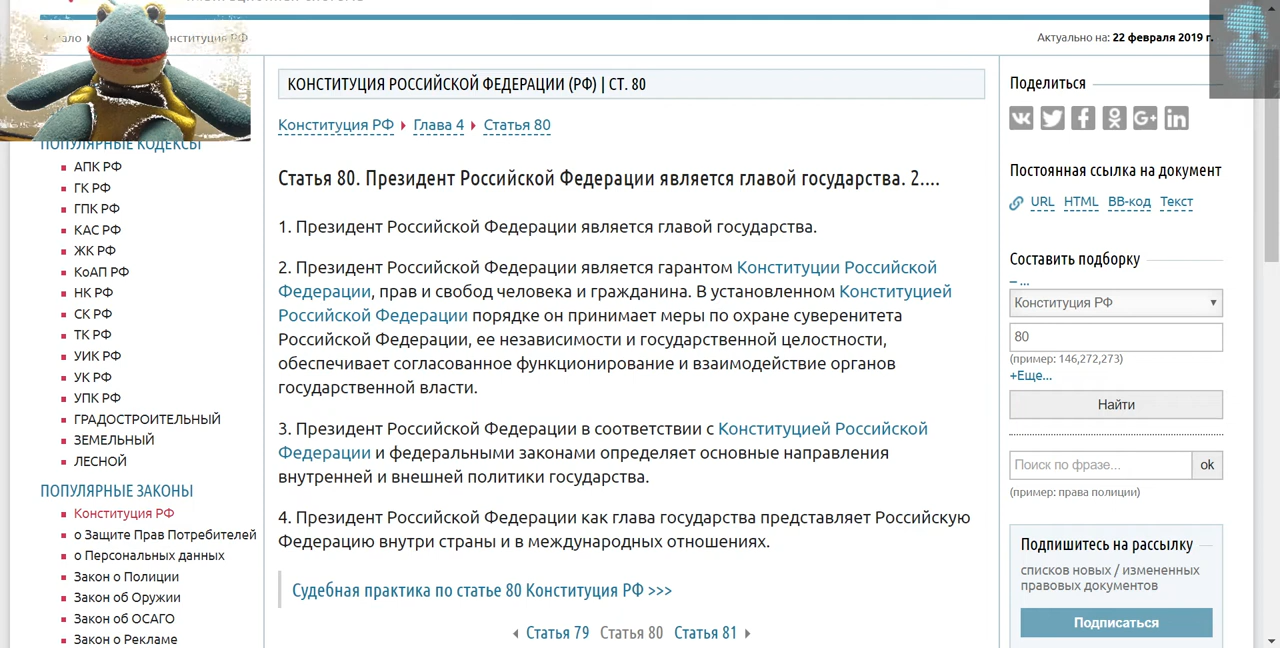 Конституция РФ
Актуально на: 22 февраля 2019 г.
КОНСТИТУЦИЯ РОССИЙСКОЙ ФЕДЕРАЦИИ (РФ) | СТ. 80
Конституция РФ Глава 4 Статья 80
Статья 80. Президент Российской Федерации является главой государства. 2....
1. Президент Российской Федерации является главой государства.
2. Президент Российской Федерации является гарантом Конституции Российской
Федерации, прав и свобод человека и гражданина. В установленном Конституцией
Российской Федерации порядке он принимает меры по охране суверенитета
Российской Федерации, ее независимости и государственной целостности,
обеспечивает согласованное функционирование и взаимодействие органов
государственной власти.
3. Президент Российской Федерации в соответствии с Конституцией Российской
Федерации и федеральными законами определяет основные направления
внутренней и внешней политики государства.
4. Президент Российской Федерации как глава государства представляет Российскую
Федерацию внутри страны и в международных отношениях.
Судебная практика по статье 80 Конституция РФ >>>
Статья 79 Статья 80 Статья 81
ПОПУЛЯРНЫЕ КОДЕКСЫ
АПК РФ
ГК РФ
ГПК РФ
КАС РФ
ЖК РФ
КоАП РФ
НК РФ
СК РФ
ТК РФ
УИК РФ
УК РФ
УПК РФ
ГРАДОСТРОИТЕЛЬНЫЙ
ЗЕМЕЛЬНЫЙ
ЛЕСНОЙ
ПОПУЛЯРНЫЕ ЗАКОНЫ
Конституция РФ
о Защите Прав Потребителей
о Персональных данных
Закон о Полиции
Закон об Оружии
Закон об ОСАГО
Закон о Рекламе
Поделиться
G+ in
Постоянная ссылка на документ
URL HTML BB-код Текст
Составить подборку
– ...
Конституция РФ
80
(пример: 146,272,273)
+Еще...
Найти
Поиск по фразе... ok
(пример: права полиции)
Подпишитесь на рассылку
списков новых / измененных
правовых документов
Подписаться